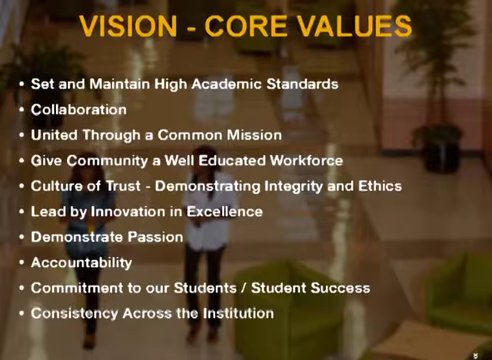 VISION - CORE VALUES
• Set and Maintain High Academic Standards
• Collaboration
• United Through a Common Mission
• Give Community a Well Educated Workforce
• Culture of Trust - Demonstrating Integrity and Ethics
• Lead by Innovation in Excellence
• Demonstrate Passion
• Accountability
• Commitment to our Students / Student Success
• Consistency Across the Institution